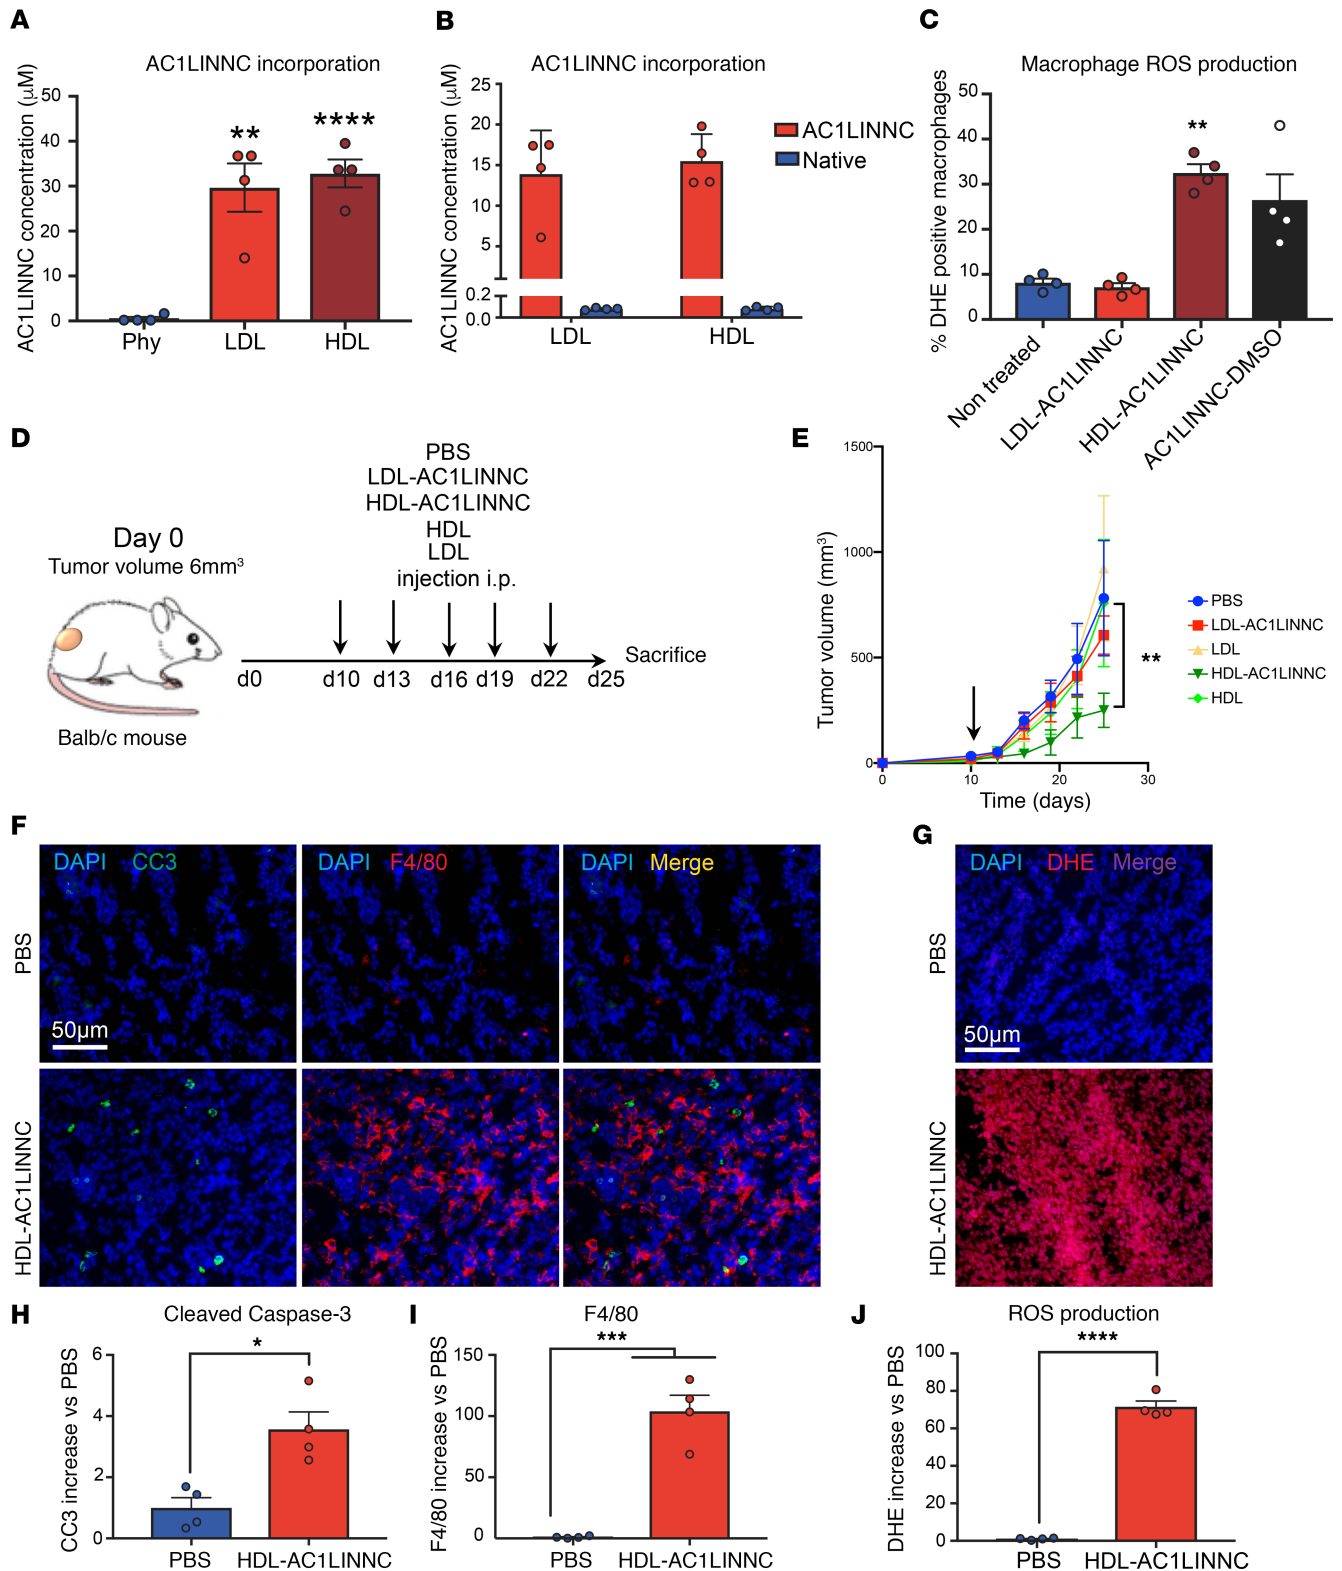 A
AC1LINNC incorporation
AC1LINNC concentration (μM)
50
40
30
20
10
0
**
****
Phy
LDL
HDL
B
AC1LINNC incorporation
AC1LINNC concentration (μM)
25
20
15
10
5
0.2
0.0
LDL
HDL
AC1LINNC
Native
C
Macrophage ROS production
% DHE positive macrophages
50
40
30
20
10
0
**
Non treated
LDL-AC1LINNC
HDL-AC1LINNC
AC1LINNC-DMSO
D
PBS
LDL-AC1LINNC
HDL-AC1LINNC
HDL
LDL
injection i.p.
Day 0
Tumor volume 6mm³
Balb/c mouse
d0
d10
d13
d16
d19
d22
d25
Sacrifice
E
Tumor volume (mm³)
1500
1000
500
0
0
10
20
30
Time (days)
**
PBS
LDL-AC1LINNC
LDL
HDL-AC1LINNC
HDL
F
DAPI CC3
DAPI F4/80
DAPI Merge
PBS
50μm
HDL-AC1LINNC
G
DAPI DHE Merge
PBS
50μm
HDL-AC1LINNC
H
Cleaved Caspase-3
CC3 increase vs PBS
6
4
2
0
*
PBS
HDL-AC1LINNC
I
F4/80
F4/80 increase vs PBS
150
100
50
0
***
PBS
HDL-AC1LINNC
J
ROS production
DHE increase vs PBS
100
80
60
40
20
0
****
PBS
HDL-AC1LINNC